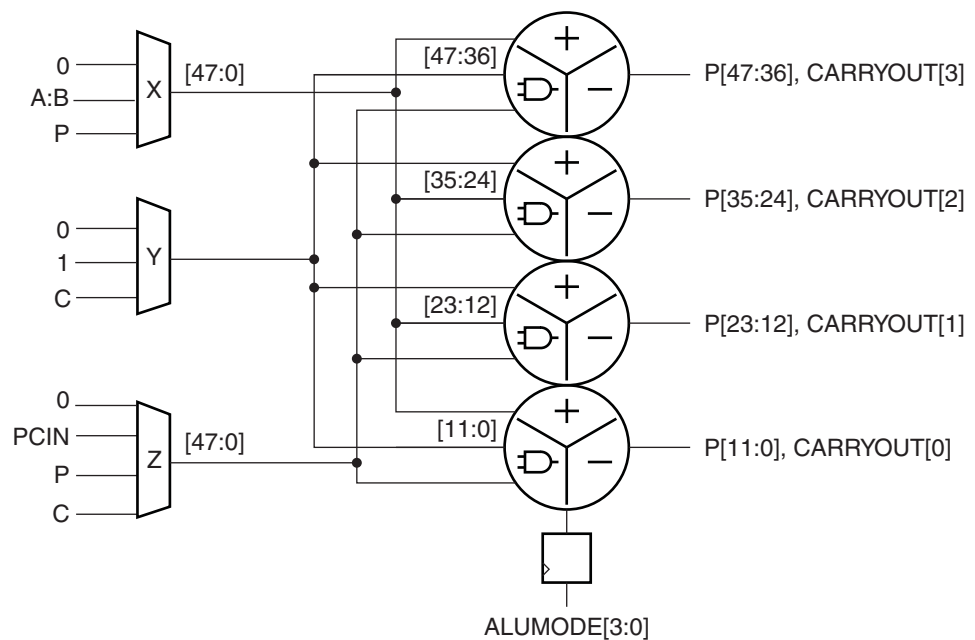 0
A:B
P
X
[47:0]
0
1
C
Y
0
PCIN
P
C
Z
[47:0]
[47:36]
+
−
P[47:36], CARRYOUT[3]
[35:24]
+
−
P[35:24], CARRYOUT[2]
[23:12]
+
−
P[23:12], CARRYOUT[1]
[11:0]
+
−
P[11:0], CARRYOUT[0]
ALUMODE[3:0]